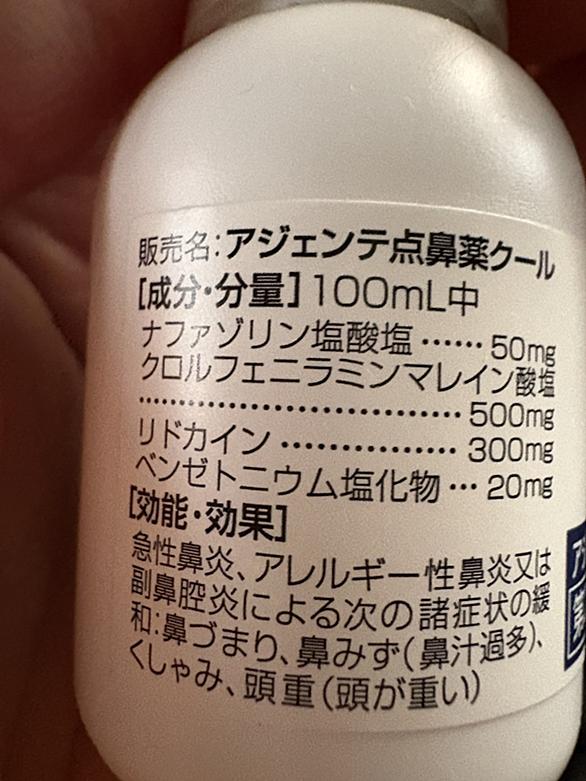 販売名:アジェンテ点鼻薬クール
[成分・分量]100mL中
ナファゾリン塩酸塩……50mg
クロルフェニラミンマレイン酸塩
…………………………500mg
リドカイン……………300mg
ベンゼトニウム塩化物…20mg
[効能・効果]
急性鼻炎、アレルギー性鼻炎又は
副鼻腔炎による次の諸症状の緩
和:鼻づまり、鼻みず(鼻汁過多)、
くしゃみ、頭重(頭が重い)